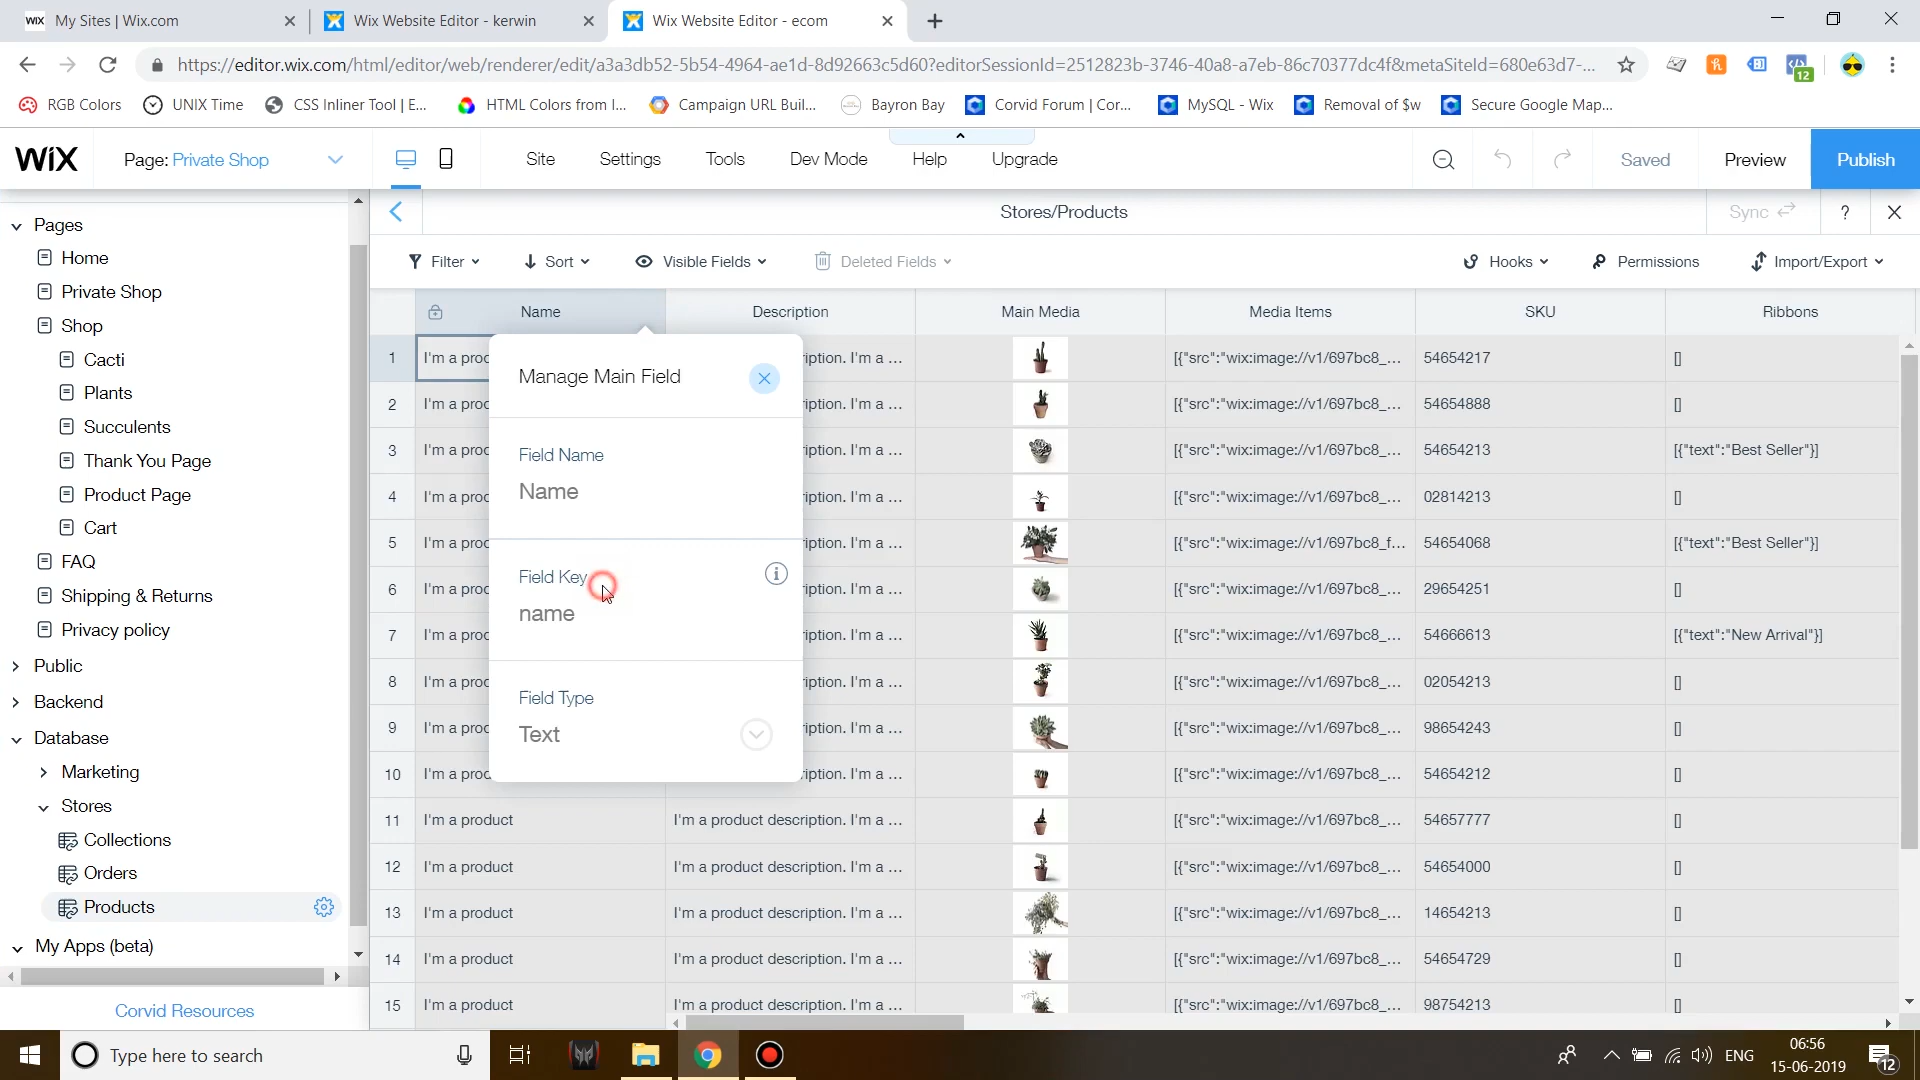 WIX My Sites | Wix.com
Wix Website Editor - kerwin
Wix Website Editor - ecom
https://editor.wix.com/html/editor/web/renderer/edit/a3a3db52-5b54-4964-ae1d-8d92663c5d60?editorSessionId=2512823b-3746-40a8-a7eb-86c70377dc4f&metaSiteId=680e63d7-...
12
RGB Colors
UNIX Time
CSS Inliner Tool | E...
HTML Colors from I...
Campaign URL Buil...
Bayron Bay
Corvid Forum | Cor...
MySQL - Wix
Removal of $w
Secure Google Map...
WiX
Page: Private Shop
Site
Settings
Tools
Dev Mode
Help
Upgrade
Saved
Preview
Publish
Pages
Home
Private Shop
Shop
Cacti
Plants
Succulents
Thank You Page
Product Page
Cart
FAQ
Shipping & Returns
Privacy policy
Public
Backend
Database
Marketing
Stores
Collections
Orders
Products
My Apps (beta)
Corvid Resources
Stores/Products
Sync
?
Filter
Sort
Visible Fields
Deleted Fields
Hooks
Permissions
Import/Export
Name Description Main Media Media Items SKU Ribbons
1 I'm a proc ription. I'm a ... [{"src":"wix:image://v1/697bc8_... 54654217 []
2 I'm a proc ription. I'm a ... [{"src":"wix:image://v1/697bc8_... 54654888 []
3 I'm a proc ription. I'm a ... [{"src":"wix:image://v1/697bc8_... 54654213 [{"text":"Best Seller"}]
4 I'm a proc ription. I'm a ... [{"src":"wix:image://v1/697bc8_... 02814213 []
5 I'm a proc ription. I'm a ... [{"src":"wix:image://v1/697bc8_f... 54654068 [{"text":"Best Seller"}]
6 I'm a proc ription. I'm a ... [{"src":"wix:image://v1/697bc8_... 29654251 []
7 I'm a proc ription. I'm a ... [{"src":"wix:image://v1/697bc8_... 54666613 [{"text":"New Arrival"}]
8 I'm a proc ription. I'm a ... [{"src":"wix:image://v1/697bc8_... 02054213 []
9 I'm a proc ription. I'm a ... [{"src":"wix:image://v1/697bc8_... 98654243 []
10 I'm a proc ription. I'm a ... [{"src":"wix:image://v1/697bc8_... 54654212 []
11 I'm a product I'm a product description. I'm a ... [{"src":"wix:image://v1/697bc8_... 54657777 []
12 I'm a product I'm a product description. I'm a ... [{"src":"wix:image://v1/697bc8_... 54654000 []
13 I'm a product I'm a product description. I'm a ... [{"src":"wix:image://v1/697bc8_... 14654213 []
14 I'm a product I'm a product description. I'm a ... [{"src":"wix:image://v1/697bc8_... 54654729 []
15 I'm a product I'm a product description. I'm a ... [{"src":"wix:image://v1/697bc8_... 98754213 []
Manage Main Field
Field Name
Name
Field Key
name
Field Type
Text
Type here to search
ENG
06:56
15-06-2019
12